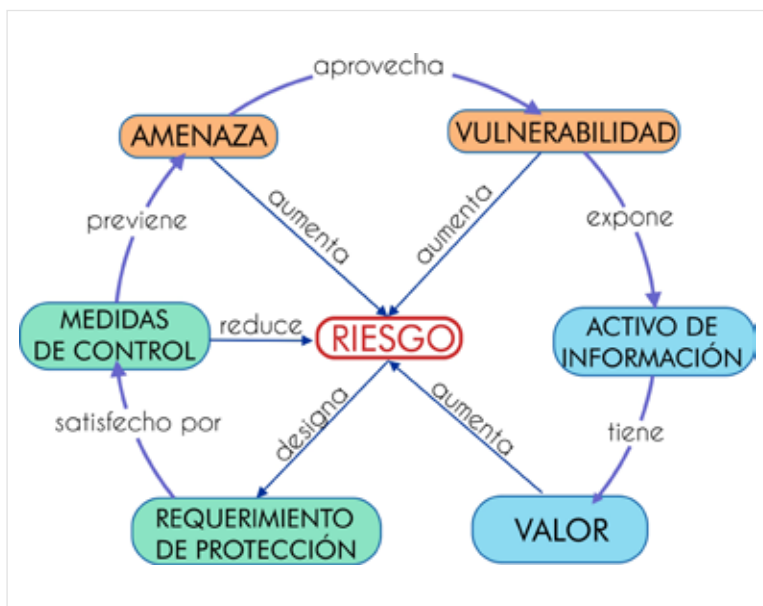 aprovecha
AMENAZA
VULNERABILIDAD
previene
aumenta
aumenta
expone
MEDIDAS
DE CONTROL
reduce
RIESGO
ACTIVO DE
INFORMACIÓN
satisfecho por
designa
aumenta
tiene
REQUERIMIENTO
DE PROTECCIÓN
VALOR